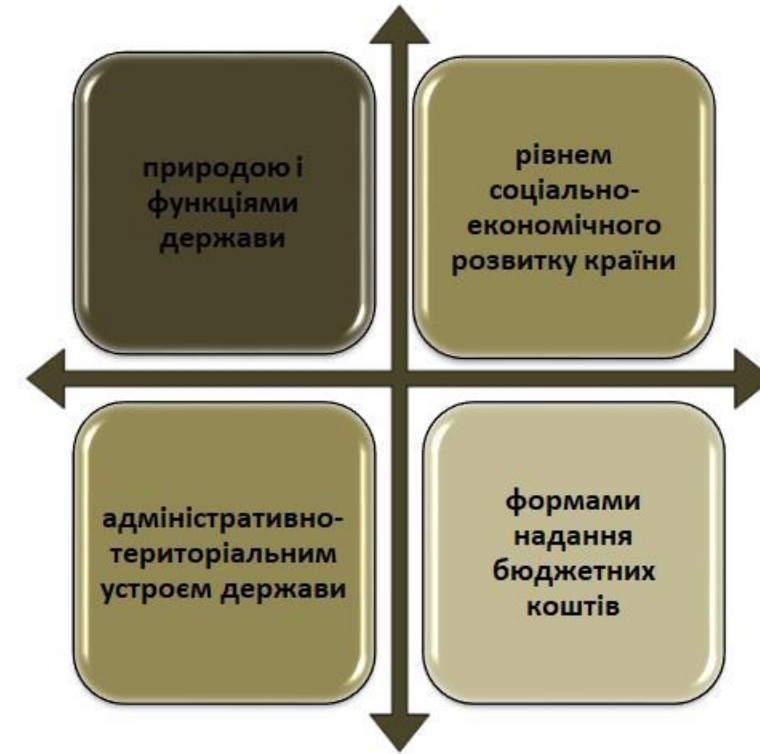 природою і
функціями
держави
рівнем
соціально-
економічного
розвитку країни
адміністративно-
територіальним
устроєм держави
формами
надання
бюджетних
коштів